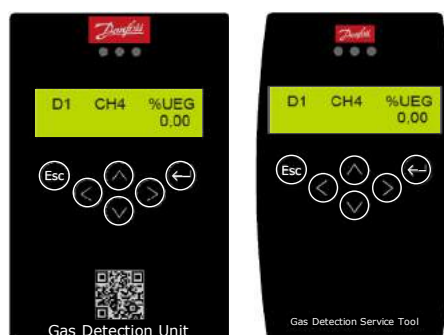 Danfoss
D1 CH4 %UEG
0,00
Esc
Gas Detection Unit
Danfoss
D1 CH4 %UEG
0,00
Esc
Gas Detection Service Tool